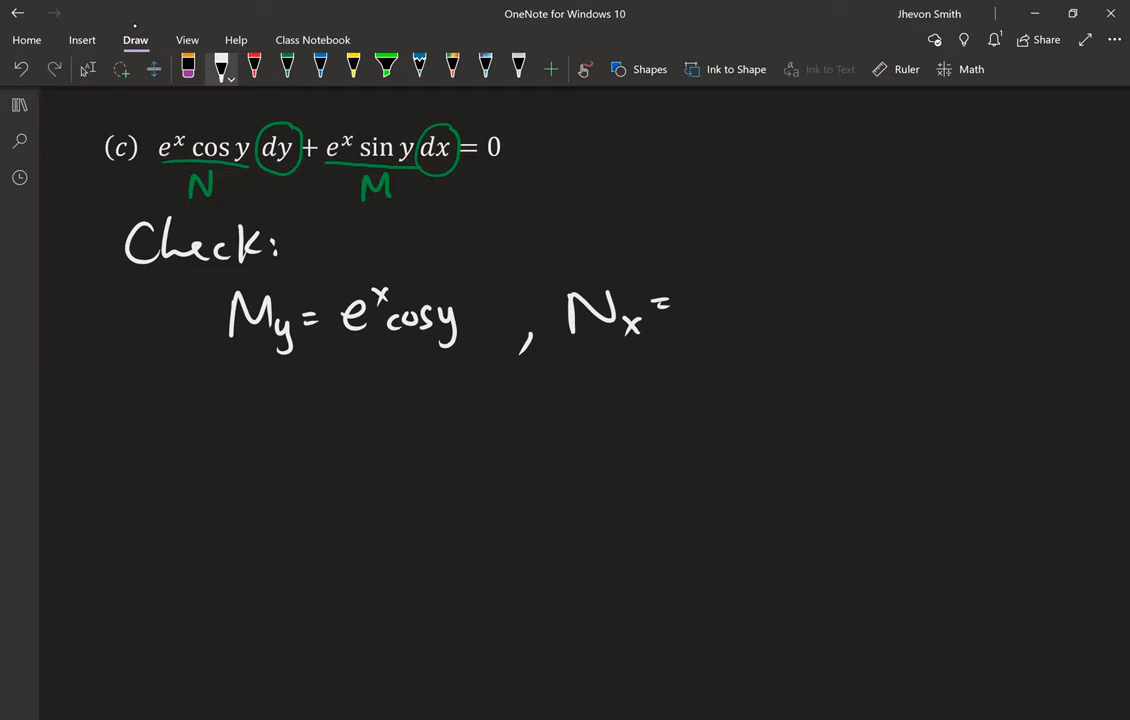 OneNote for Windows 10
Jhevon Smith
Home Insert Draw View Help Class Notebook
Share
Shapes Ink to Shape Ink to Text Ruler Math
(c) e^x cos y dy + e^x sin y dx = 0
N M
Check:
M_y = e^x cosy , N_x =